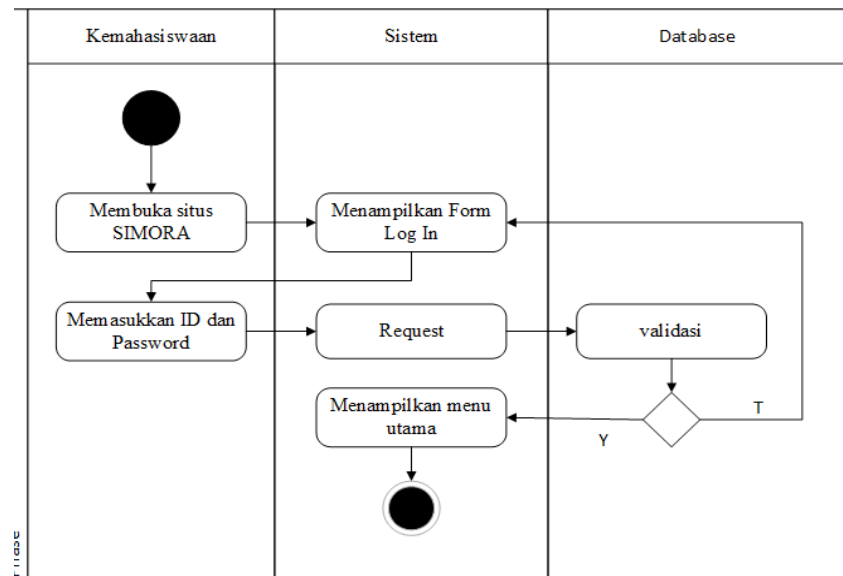 Kemahasiswaan
Sistem
Database
Membuka situs
SIMORA
Menampilkan Form
Log In
Memasukkan ID dan
Password
Request
validasi
Menampilkan menu
utama
Y
T
Phase